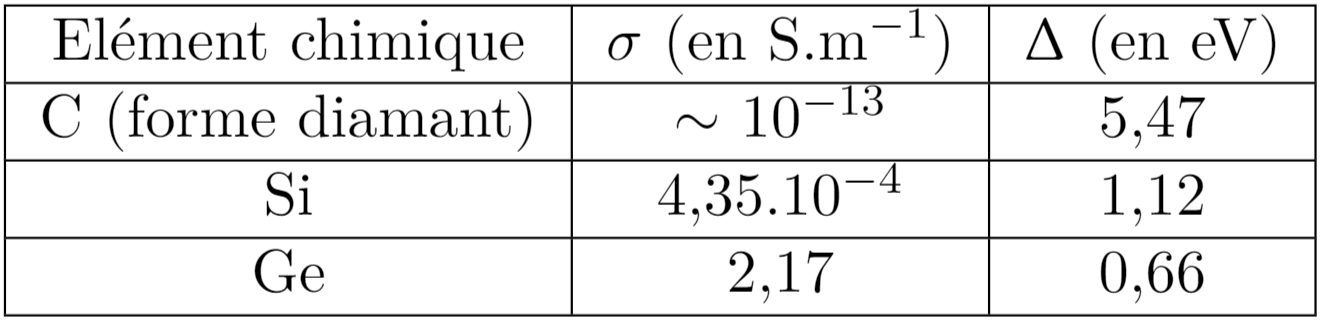 Elément chimique σ (en S.m⁻¹) Δ (en eV)
C (forme diamant) ∼ 10⁻¹³ 5,47
Si 4,35.10⁻⁴ 1,12
Ge 2,17 0,66